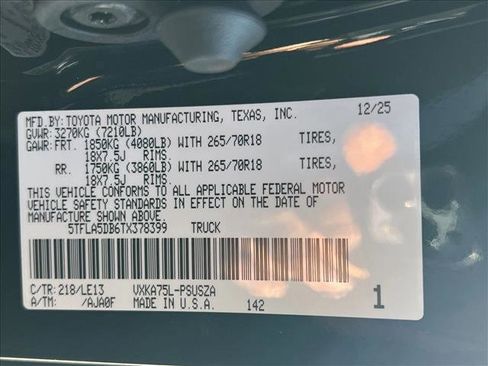 MFD.BY: TOYOTA MOTOR MANUFACTURING, TEXAS, INC. 12/25
GVWR: 3270KG (7210LB)
GAWR: FRT. 1850KG (4080LB) WITH 265/70R18 TIRES,
18X7.5J RIMS.
RR. 1750KG (3860LB) WITH 265/70R18 TIRES,
18X7.5J RIMS.
THIS VEHICLE CONFORMS TO ALL APPLICABLE FEDERAL MOTOR
VEHICLE SAFETY STANDARDS IN EFFECT ON THE DATE OF
MANUFACTURE SHOWN ABOVE.
5TFLA5DB6TX378399 TRUCK
C/TR: 218/LE13 VXKA75L-PSUSZA
A/TM: /AJA0F MADE IN U.S.A. 142 1